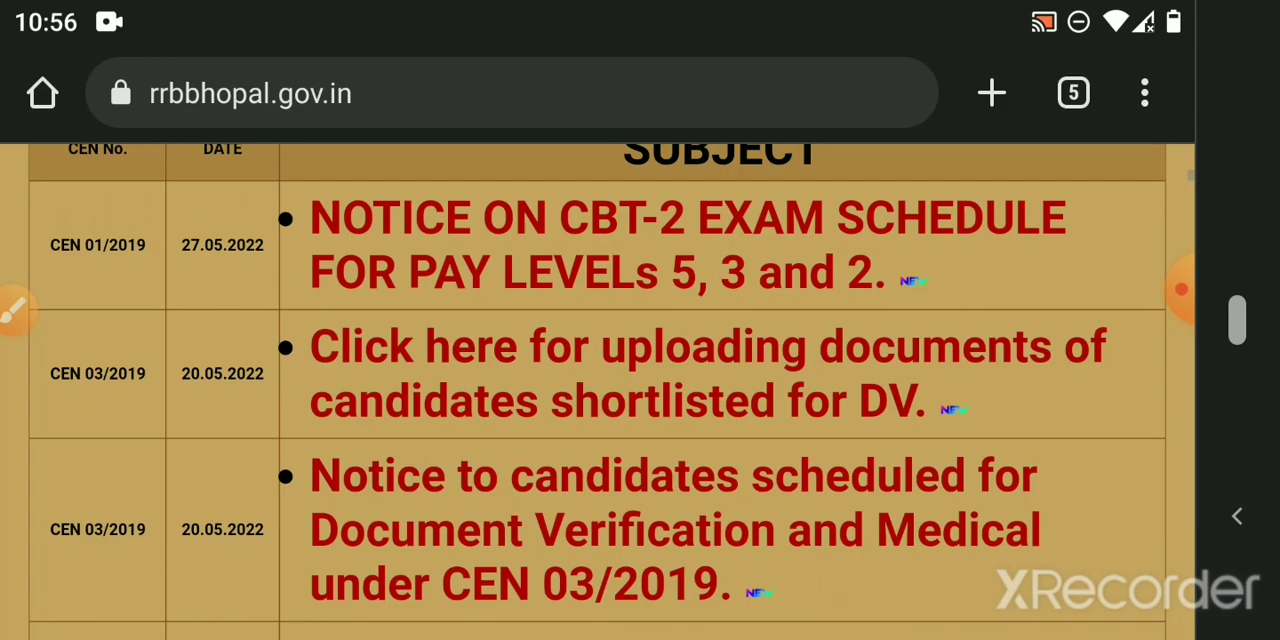 10:56
rrbbhopal.gov.in
5
CEN No. DATE SUBJECT
CEN 01/2019 27.05.2022 • NOTICE ON CBT-2 EXAM SCHEDULE
FOR PAY LEVELs 5, 3 and 2. NEW
CEN 03/2019 20.05.2022 • Click here for uploading documents of
candidates shortlisted for DV. NEW
CEN 03/2019 20.05.2022 • Notice to candidates scheduled for
Document Verification and Medical
under CEN 03/2019. NEW
XRecorder